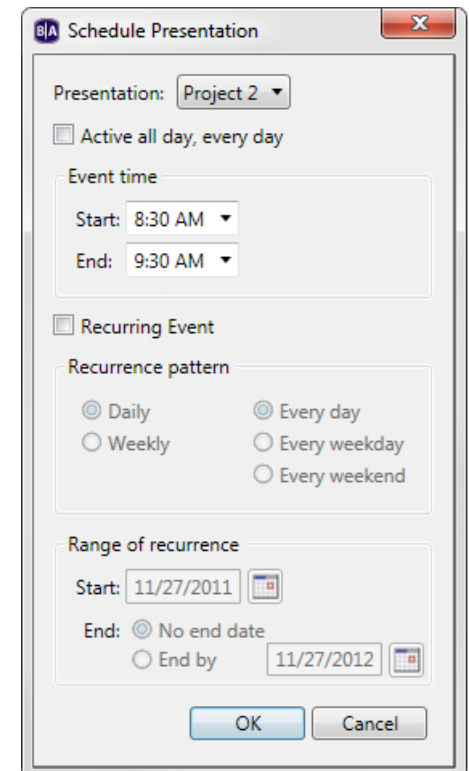 B|A Schedule Presentation
Presentation: Project 2
Active all day, every day
Event time
Start: 8:30 AM
End: 9:30 AM
Recurring Event
Recurrence pattern
Daily Every day
Weekly Every weekday
Every weekend
Range of recurrence
Start: 11/27/2011
End: No end date
End by 11/27/2012
OK Cancel